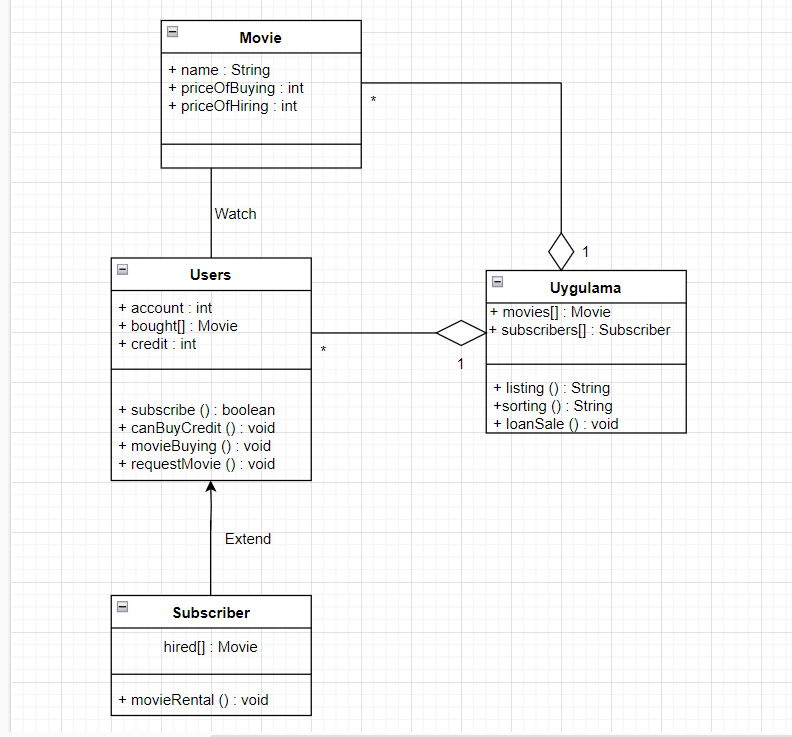 Movie
+ name : String
+ priceOfBuying : int
+ priceOfHiring : int
*
Watch
1
Users
+ account : int
+ bought[] : Movie
+ credit : int
*
1
+ subscribe () : boolean
+ canBuyCredit () : void
+ movieBuying () : void
+ requestMovie () : void
Uygulama
+ movies[] : Movie
+ subscribers[] : Subscriber
+ listing () : String
+sorting () : String
+ loanSale () : void
Extend
Subscriber
hired[] : Movie
+ movieRental () : void